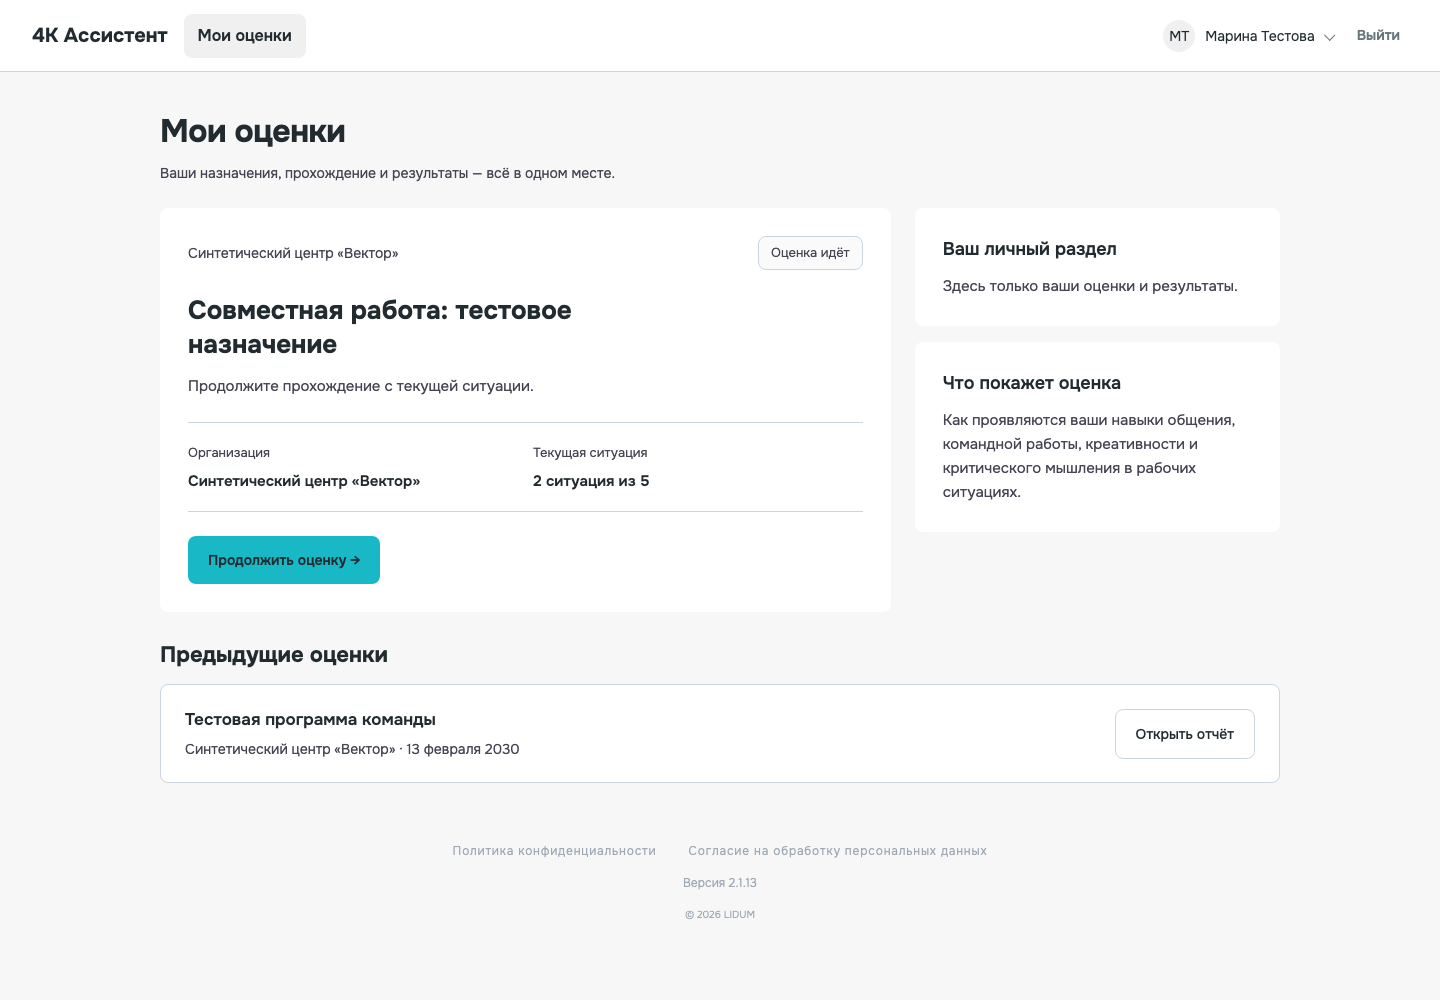 4К Ассистент
Мои оценки
МТ
Марина Тестова
Выйти
Мои оценки
Ваши назначения, прохождение и результаты — всё в одном месте.
Синтетический центр «Вектор»
Оценка идёт
Совместная работа: тестовое
назначение
Продолжите прохождение с текущей ситуации.
Организация
Синтетический центр «Вектор»
Текущая ситуация
2 ситуация из 5
Продолжить оценку →
Ваш личный раздел
Здесь только ваши оценки и результаты.
Что покажет оценка
Как проявляются ваши навыки общения,
командной работы, креативности и
критического мышления в рабочих
ситуациях.
Предыдущие оценки
Тестовая программа команды
Синтетический центр «Вектор» · 13 февраля 2030
Открыть отчёт
Политика конфиденциальности
Согласие на обработку персональных данных
Версия 2.1.13
© 2026 LIDUM